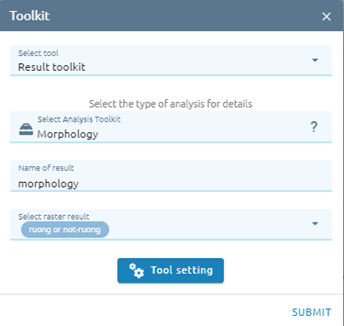 Toolkit
Select tool
Result toolkit
Select the type of analysis for details
Select Analysis Toolkit
Morphology
?
Name of result
morphology
Select raster result
ruong or not-ruong
Tool setting
SUBMIT